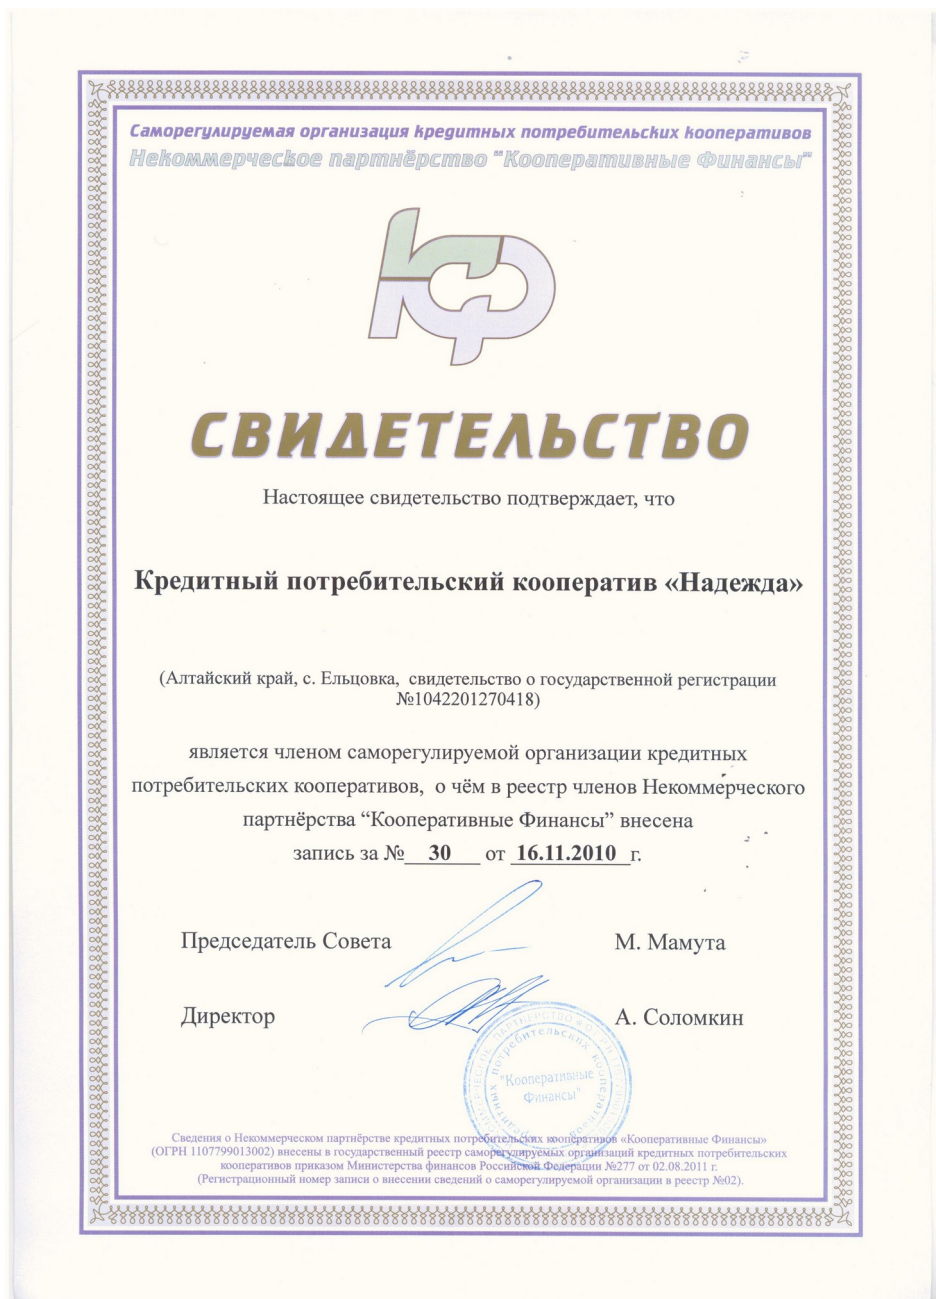 Саморегулируемая организация кредитных потребительских кооперативов
Некоммерческое партнёрство "Кооперативные Финансы"
СВИДЕТЕЛЬСТВО
Настоящее свидетельство подтверждает, что
Кредитный потребительский кооператив «Надежда»
(Алтайский край, с. Ельцовка, свидетельство о государственной регистрации
№1042201270418)
является членом саморегулируемой организации кредитных
потребительских кооперативов, о чём в реестр членов Некоммерческого
партнёрства “Кооперативные Финансы” внесена
запись за № 30 от 16.11.2010 г.
Председатель Совета М. Мамута
Директор А. Соломкин
кредитных потребительских кооперативов
"Кооперативные
Финансы"
Сведения о Некоммерческом партнёрстве кредитных потребительских кооперативов «Кооперативные Финансы»
(ОГРН 1107799013002) внесены в государственный реестр саморегулируемых организаций кредитных потребительских
кооперативов приказом Министерства финансов Российской Федерации №277 от 02.08.2011 г.
(Регистрационный номер записи о внесении сведений о саморегулируемой организации в реестр №02).